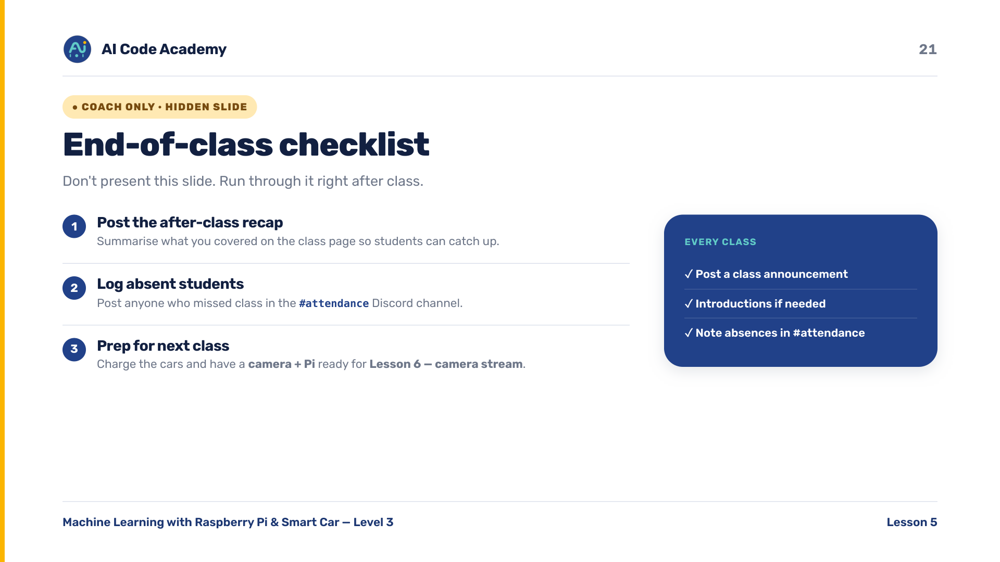 AI Code Academy
21
• COACH ONLY • HIDDEN SLIDE
End-of-class checklist
Don't present this slide. Run through it right after class.
1
Post the after-class recap
Summarise what you covered on the class page so students can catch up.
2
Log absent students
Post anyone who missed class in the #attendance Discord channel.
3
Prep for next class
Charge the cars and have a camera + Pi ready for Lesson 6 — camera stream.
EVERY CLASS
✓ Post a class announcement
✓ Introductions if needed
✓ Note absences in #attendance
Machine Learning with Raspberry Pi & Smart Car — Level 3
Lesson 5